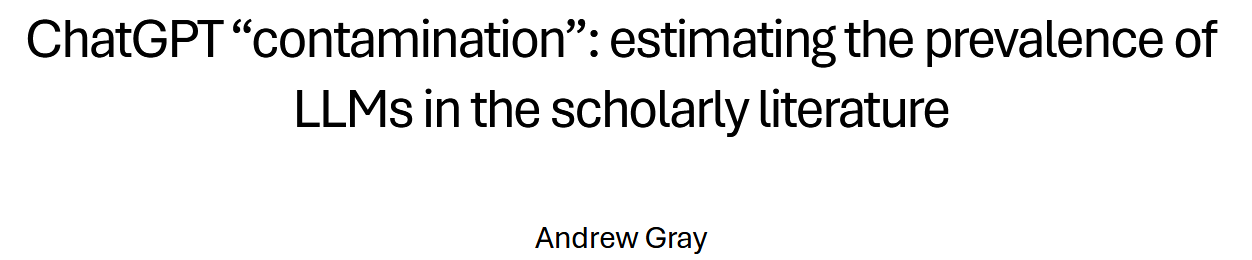 ChatGPT “contamination”: estimating the prevalence of
LLMs in the scholarly literature
Andrew Gray